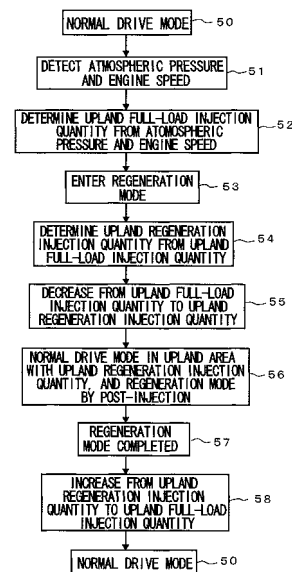 NORMAL DRIVE MODE 50
DETECT ATMOSPHERIC PRESSURE
AND ENGINE SPEED
51
DETERMINE UPLAND FULL-LOAD INJECTION
QUANTITY FROM ATOMOSPHERIC
PRESSURE AND ENGINE SPEED
52
ENTER REGENERATION
MODE
53
DETERMINE UPLAND REGENERATION
INJECTION QUANTITY FROM UPLAND
FULL-LOAD INJECTION QUANTITY
54
DECREASE FROM UPLAND FULL-LOAD
INJECTION QUANTITY TO UPLAND
REGENERATION INJECTION QUANTITY
55
NORMAL DRIVE MODE IN UPLAND AREA
WITH UPLAND REGENERATION INJECTION
QUANTITY, AND REGENERATION MODE
BY POST-INJECTION
56
REGENERATION
MODE COMPLETED
57
INCREASE FROM UPLAND
REGENERATION INJECTION
QUANTITY TO UPLAND FULL-LOAD
INJECTION QUANTITY
58
NORMAL DRIVE MODE 50